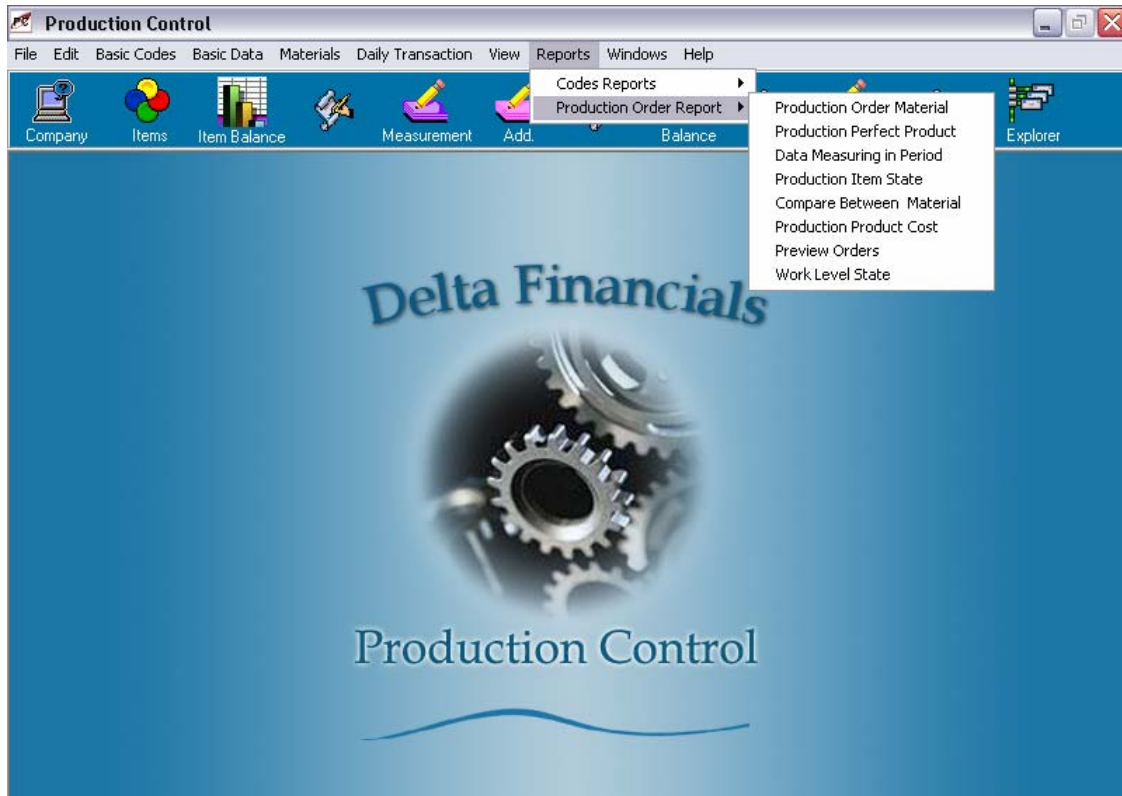 Production Control
File Edit Basic Codes Basic Data Materials Daily Transaction View Reports Windows Help
Codes Reports
Production Order Report
Production Order Material
Production Perfect Product
Data Measuring in Period
Production Item State
Compare Between Material
Production Product Cost
Preview Orders
Work Level State
Company Items Item Balance Measurement Add. Balance Explorer
Delta Financials
Production Control